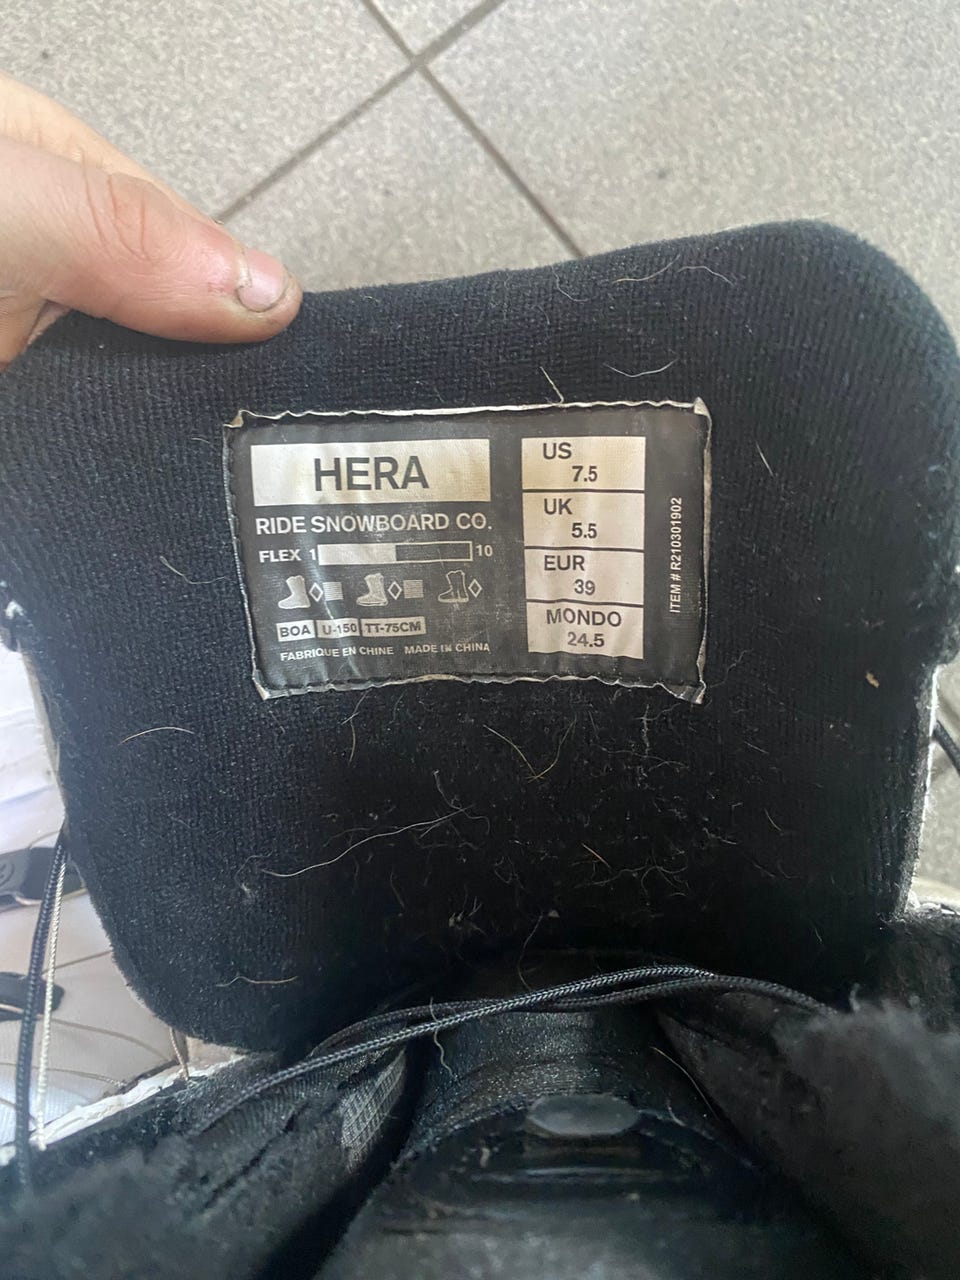 HERA
RIDE SNOWBOARD CO.
FLEX 1 10
BOA U-150 TT-75CM
FABRIQUE EN CHINE MADE IN CHINA
US
7.5
UK
5.5
EUR
39
MONDO
24.5
ITEM # R210301902